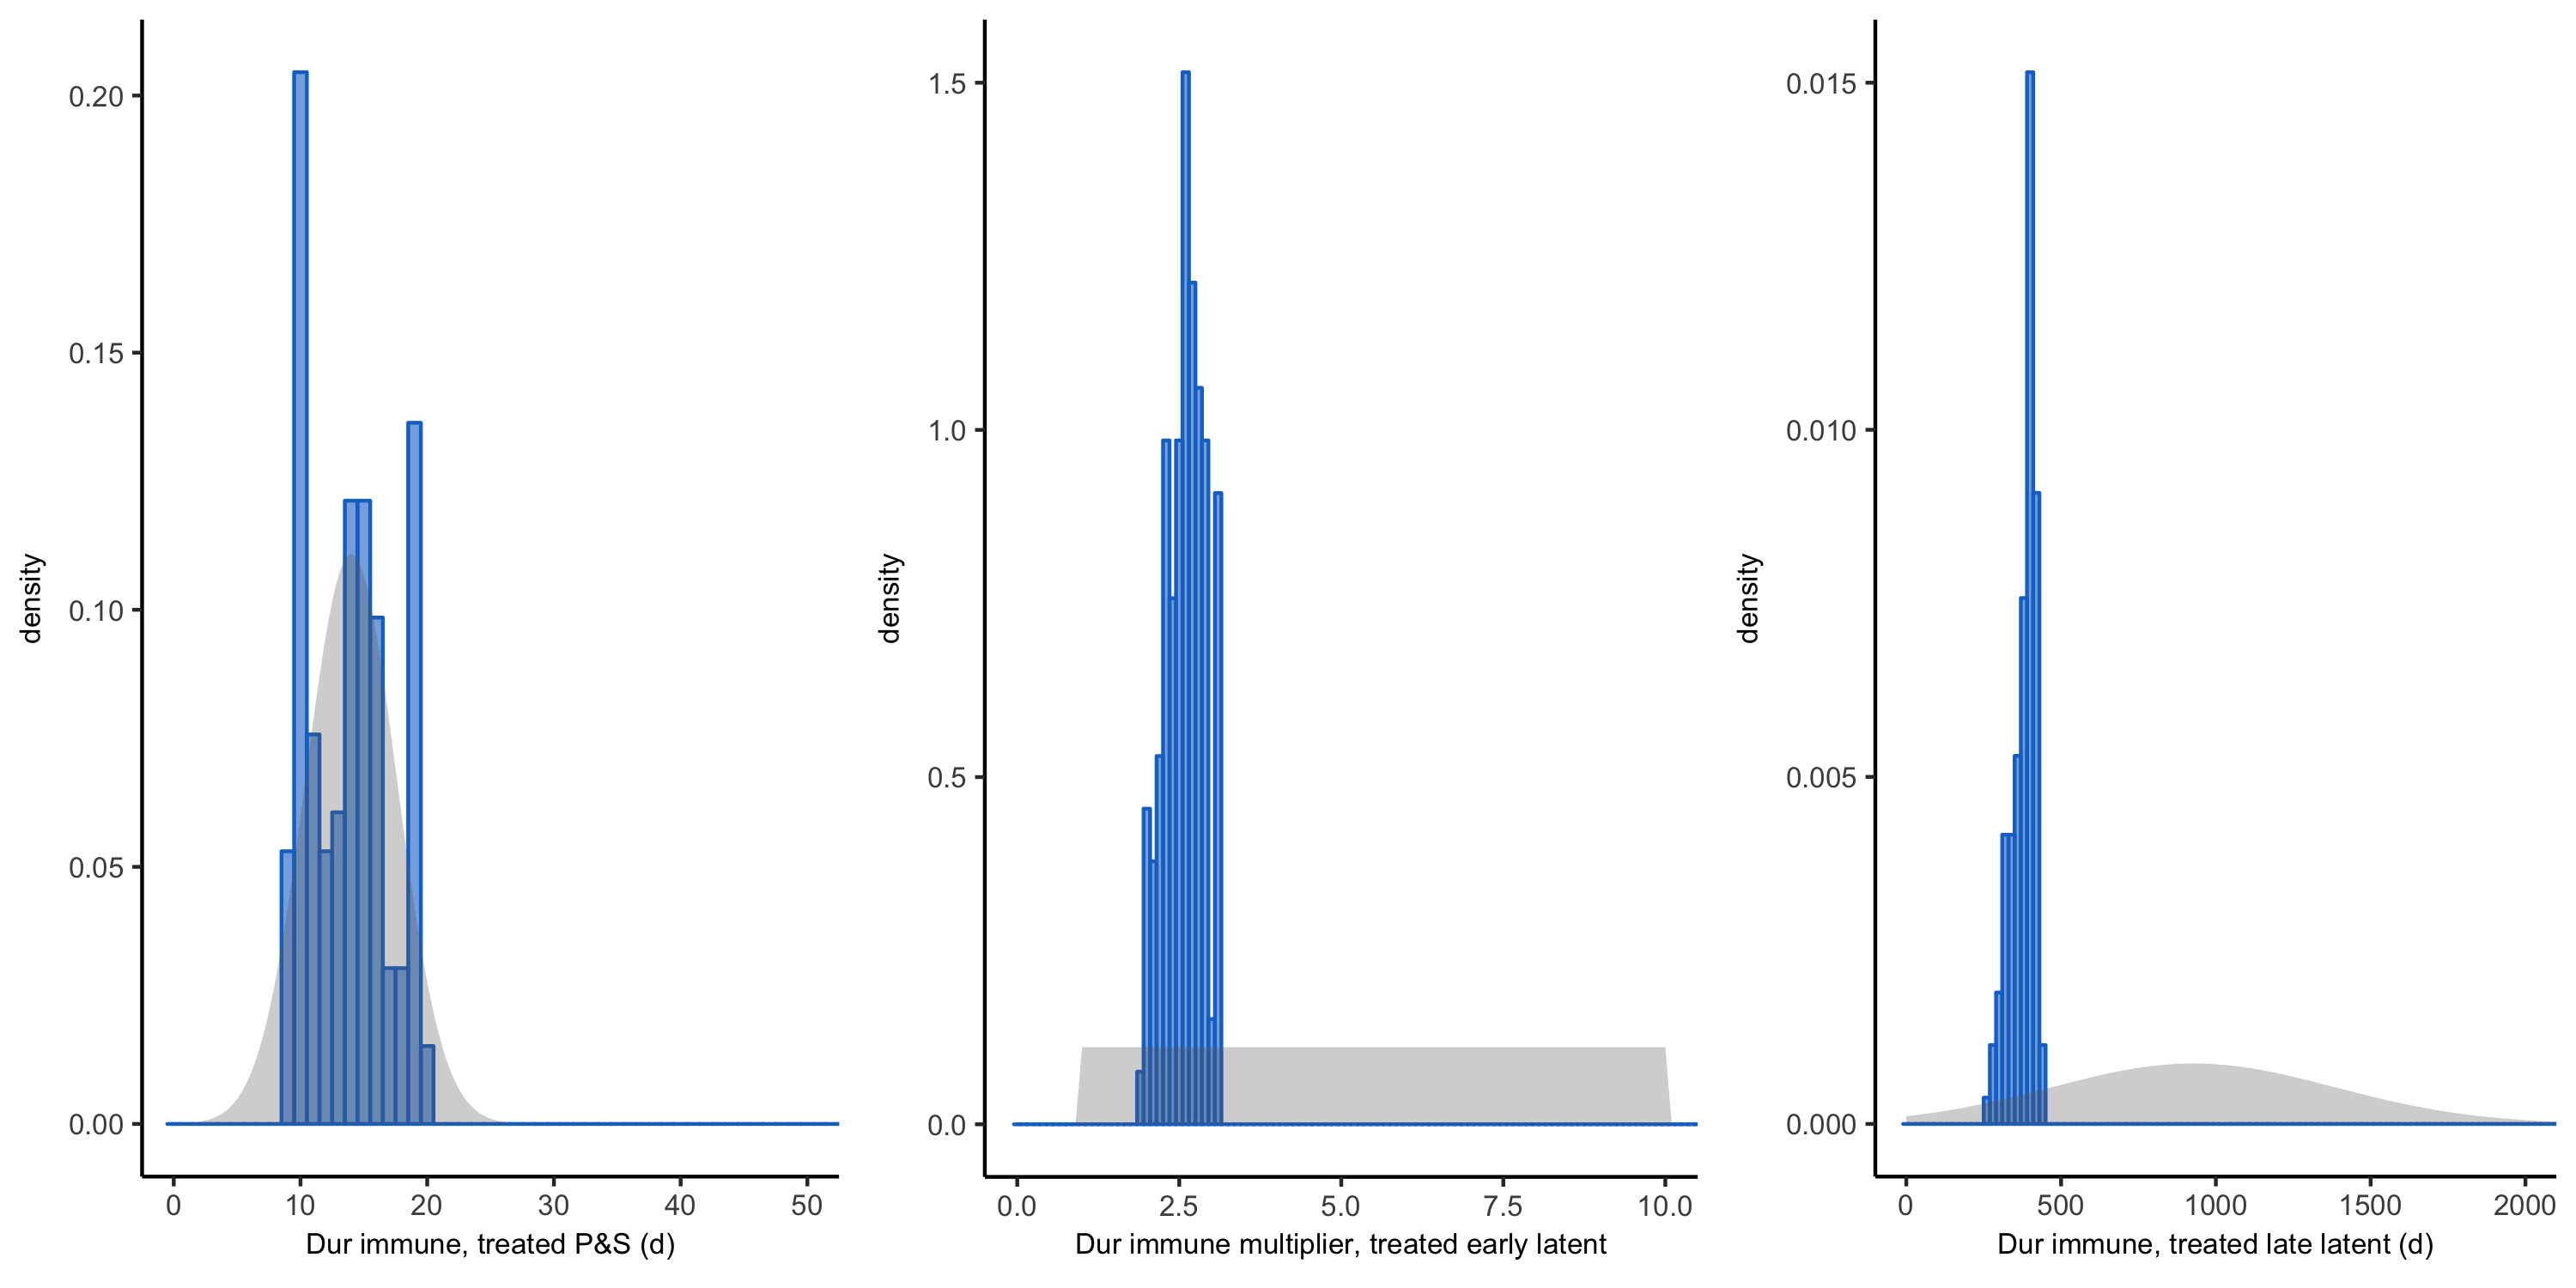 density
0.20
0.15
0.10
0.05
0.00
0 10 20 30 40 50
Dur immune, treated P&S (d)
density
1.5
1.0
0.5
0.0
0.0 2.5 5.0 7.5 10.0
Dur immune multiplier, treated early latent
density
0.015
0.010
0.005
0.000
0 500 1000 1500 2000
Dur immune, treated late latent (d)